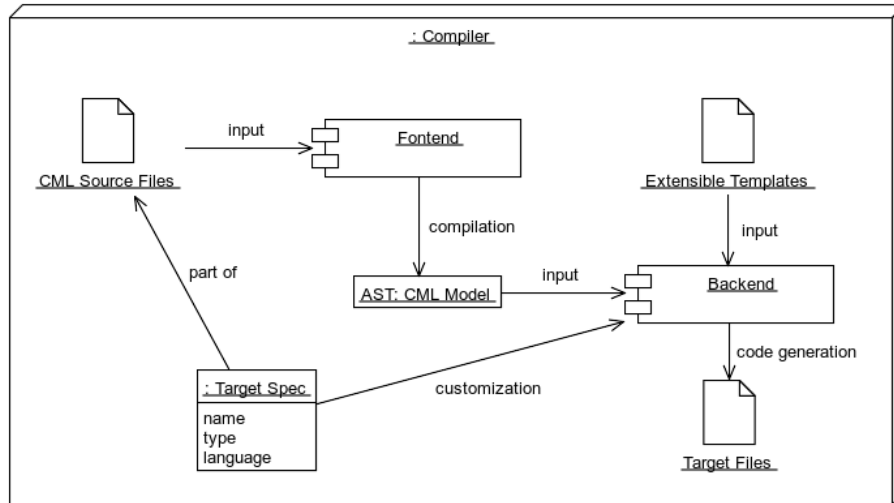 : Compiler
input
Fontend
CML Source Files
Extensible Templates
compilation
input
part of
AST: CML Model
input
Backend
code generation
: Target Spec
customization
name
type
language
Target Files